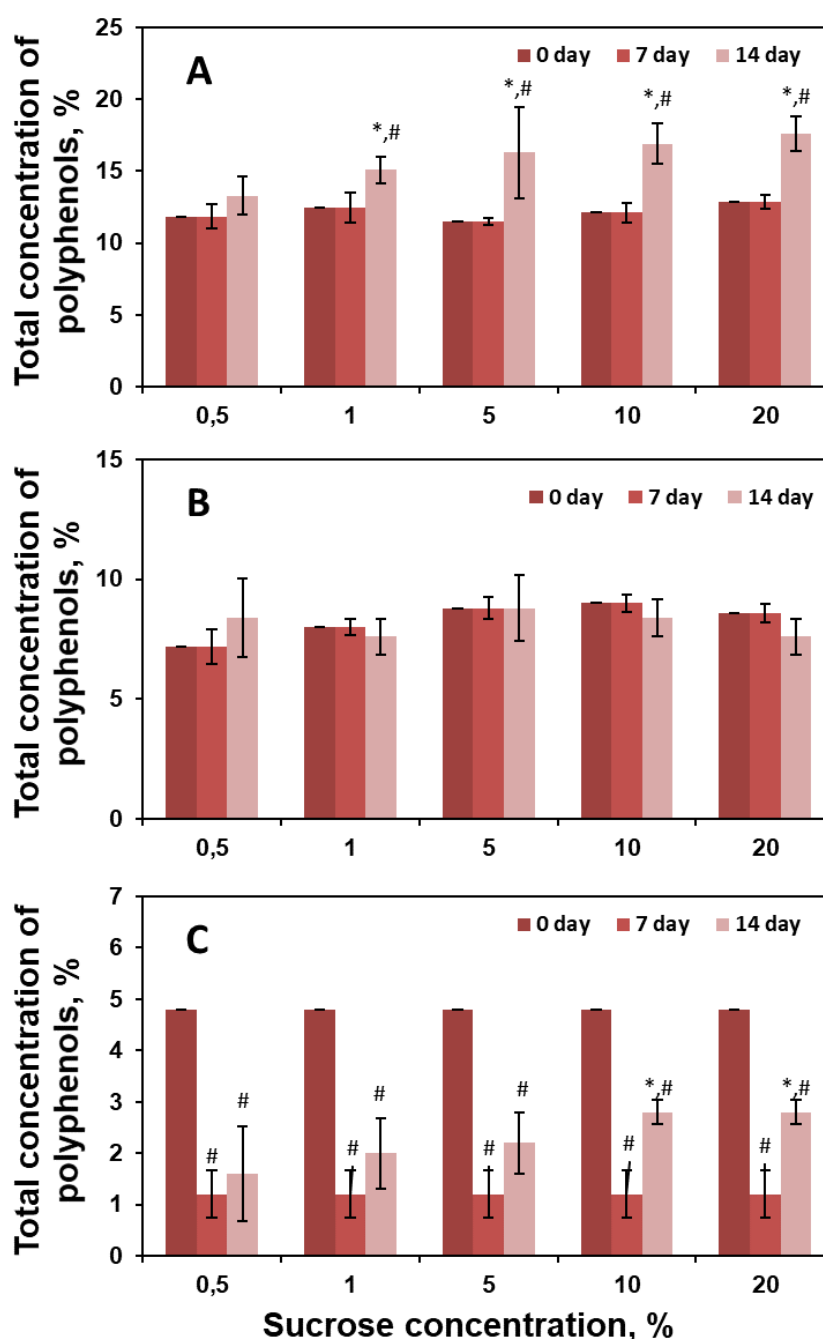 25
20
15
10
5
0
Total concentration of
polyphenols, %
A
0 day 7 day 14 day
*,#
*,#
*,#
*,#
0,5 1 5 10 20
15
10
5
0
Total concentration of
polyphenols, %
B
0 day 7 day 14 day
0,5 1 5 10 20
7
6
5
4
3
2
1
0
Total concentration of
polyphenols, %
C
0 day 7 day 14 day
# #
# #
# #
# *,#
# *,#
0,5 1 5 10 20
Sucrose concentration, %